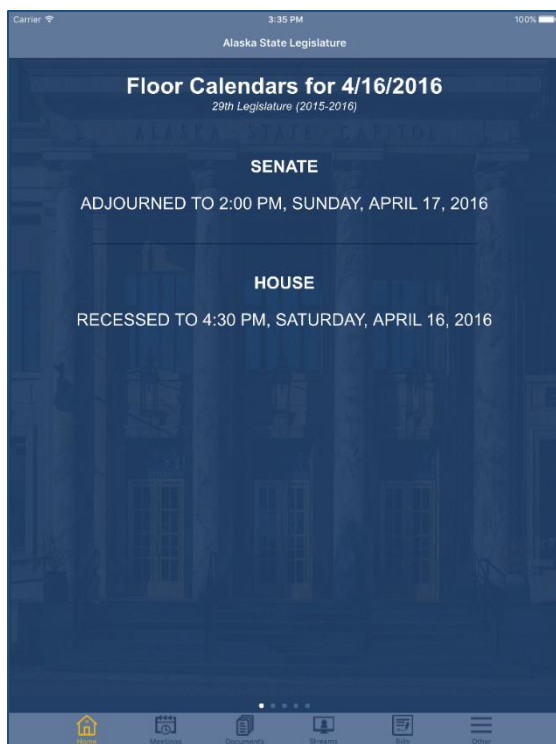 Carrier 3:35 PM 100%
Alaska State Legislature
Floor Calendars for 4/16/2016
29th Legislature (2015-2016)
ALASKA STATE CAPITOL
SENATE
ADJOURNED TO 2:00 PM, SUNDAY, APRIL 17, 2016
HOUSE
RECESSED TO 4:30 PM, SATURDAY, APRIL 16, 2016
Home Meetings Documents Streams Bills Other